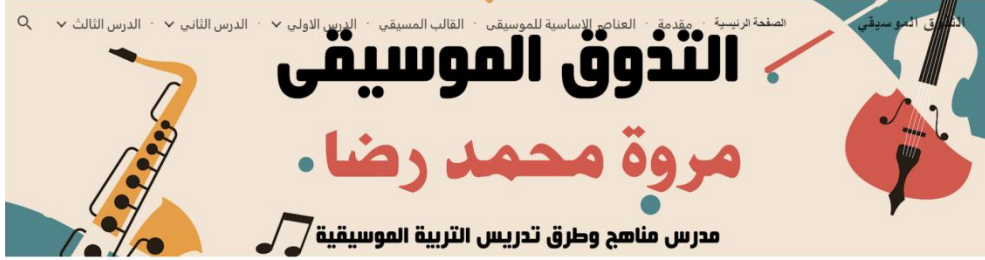 التذوق الموسيقي
الصفحة الرئيسية · مقدمة · العناصر الاساسية للموسيقى · القالب المسيقي · الدرس الاولي · الدرس الثاني · الدرس الثالث
التذوق الموسيقى
مروة محمد رضا
مدرس مناهج وطرق تدريس التربية الموسيقية